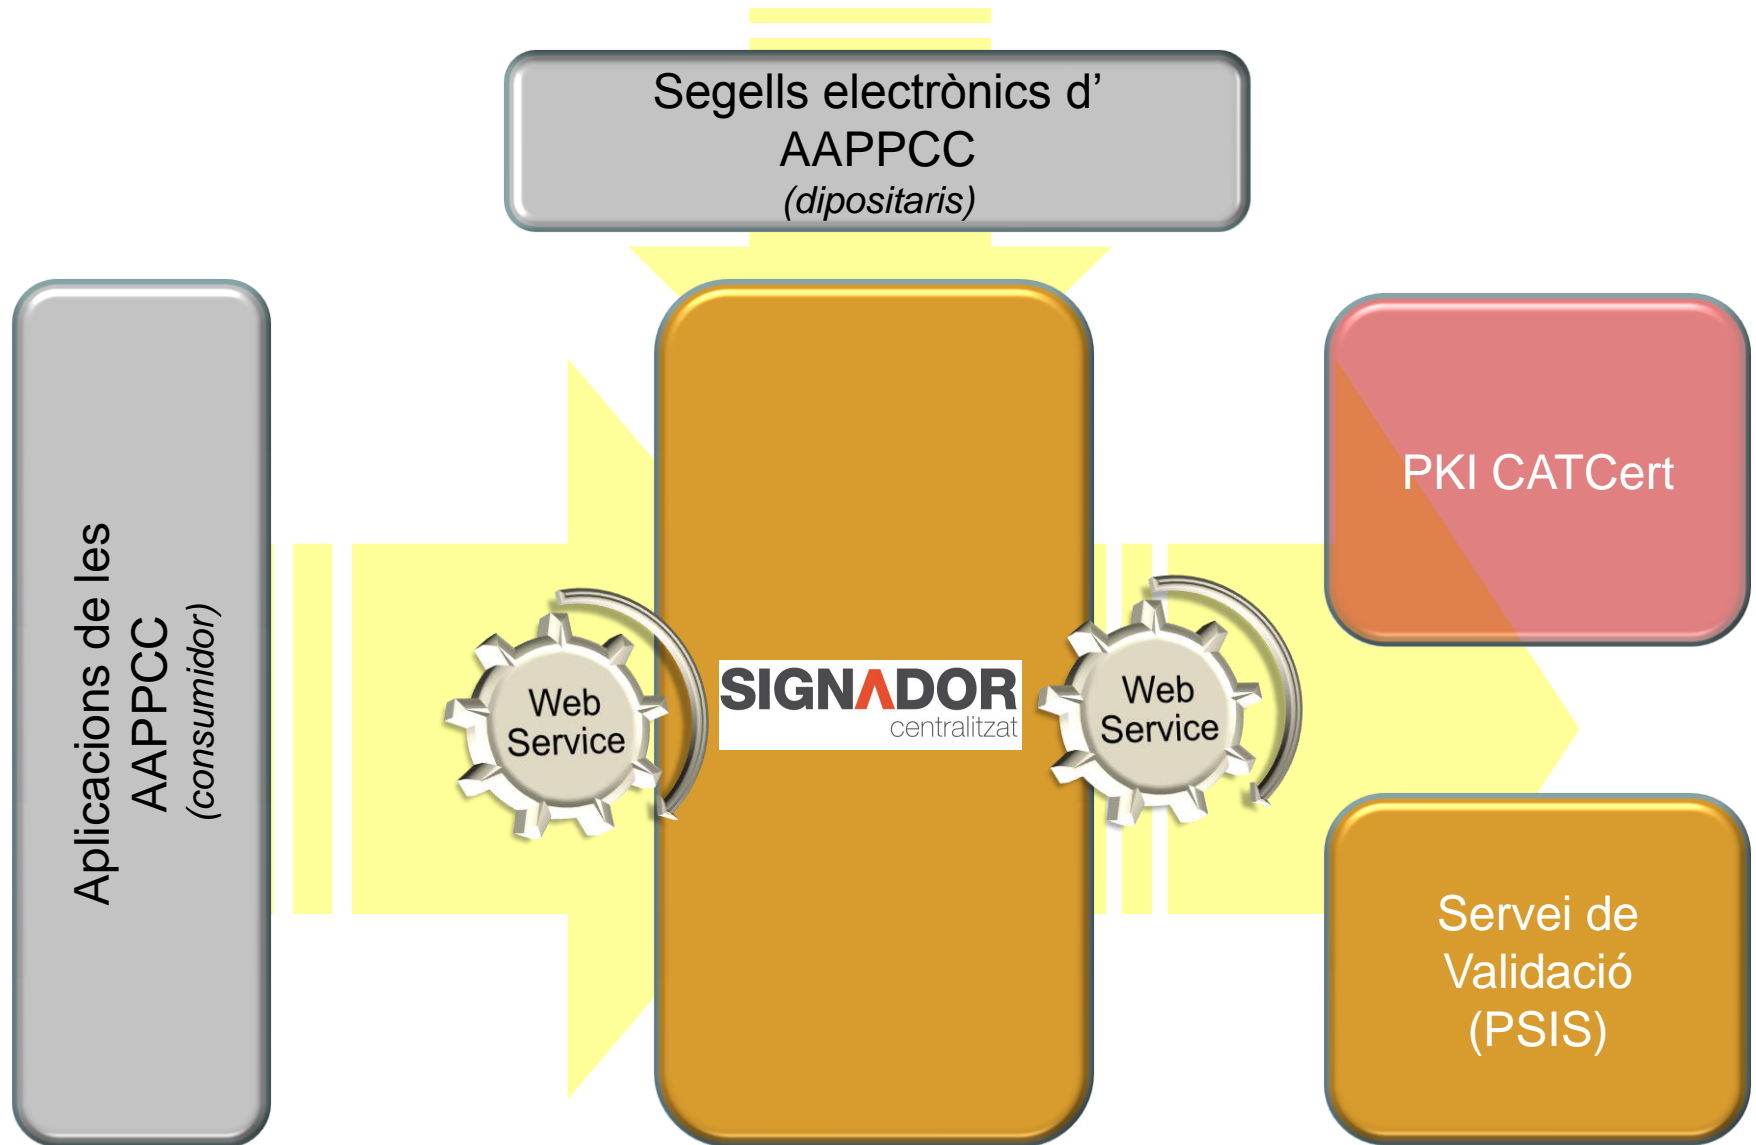 Segells electrònics d’
AAPPCC
(dipositaris)
Aplicacions de les
AAPPCC
(consumidor)
Web
Service
SIGNADOR
centralitzat
Web
Service
PKI CATCert
Servei de
Validació
(PSIS)